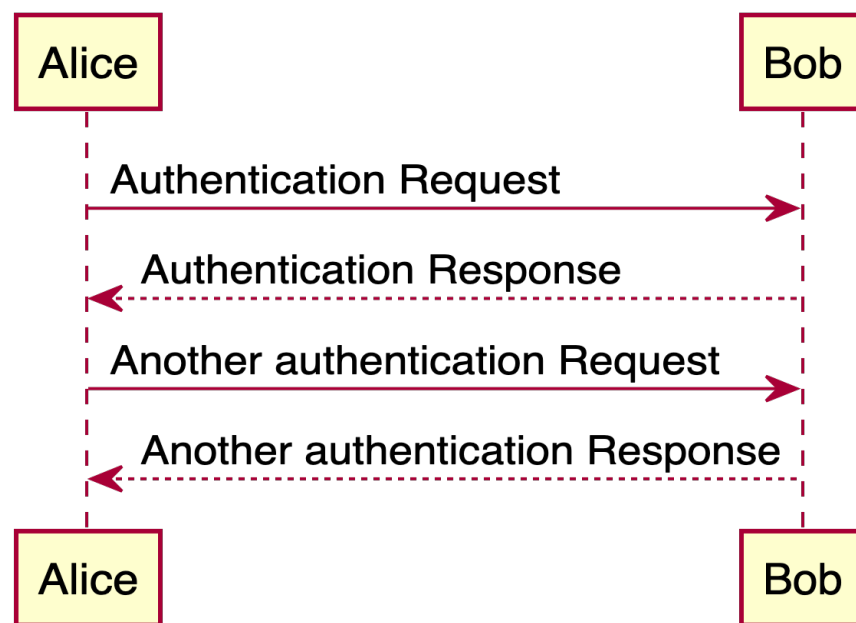 Alice
Bob
Authentication Request
Authentication Response
Another authentication Request
Another authentication Response
Alice
Bob